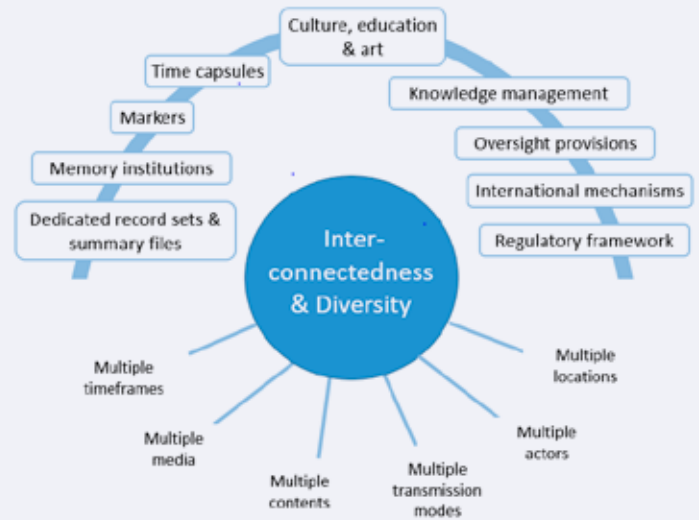 Culture, education
& art
Time capsules
Knowledge management
Markers
Oversight provisions
Memory institutions
International mechanisms
Dedicated record sets &
summary files
Regulatory framework
Inter-
connectedness
& Diversity
Multiple
timeframes
Multiple
media
Multiple
contents
Multiple
transmission
modes
Multiple
actors
Multiple
locations